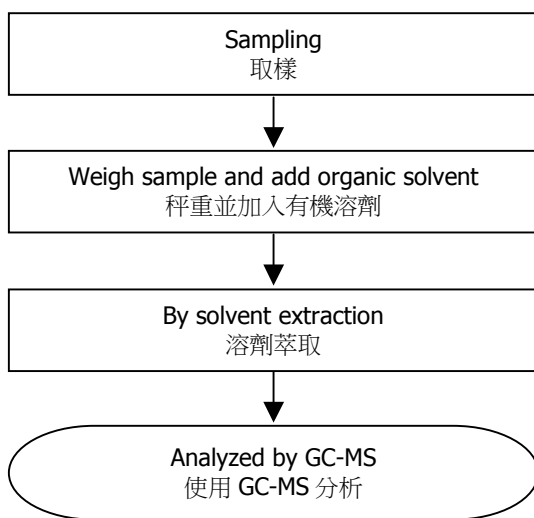 Sampling
取樣
Weigh sample and add organic solvent
秤重並加入有機溶劑
By solvent extraction
溶劑萃取
Analyzed by GC-MS
使用 GC-MS 分析